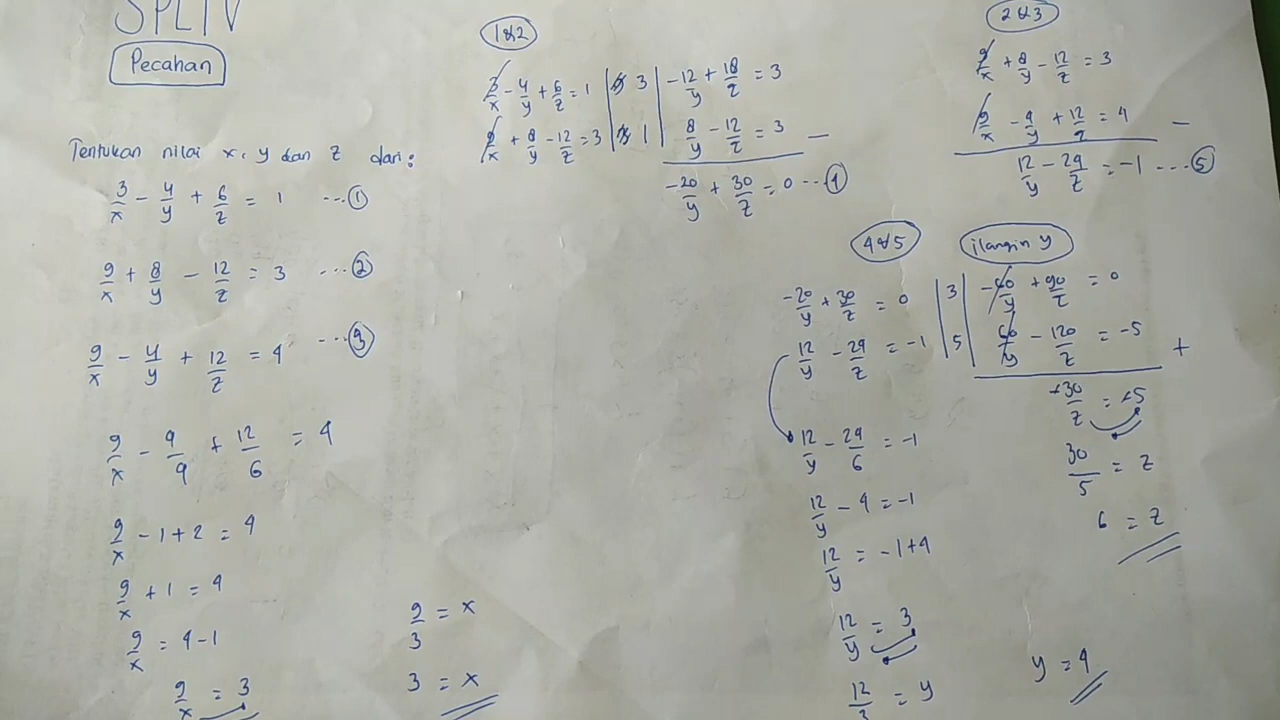 SPLTV
Pecahan
Tentukan nilai x, y dan z dari:
3/x - 4/y + 6/z = 1 ...①
9/x + 8/y - 12/z = 3 ...②
9/x - 4/y + 12/z = 4 ...③
9/x - 4/4 + 12/6 = 4
9/x - 1 + 2 = 4
9/x + 1 = 4
9/x = 4 - 1
9/x = 3
9/3 = x
3 = x
1&2
3/x - 4/y + 6/z = 1 | 9 3 | -12/y + 18/z = 3
9/x + 8/y - 12/z = 3 | 3 1 | 8/y - 12/z = 3 -
-20/y + 30/z = 0 ...④
2&3
9/x + 8/y - 12/z = 3
9/x - 4/y + 12/z = 4 -
12/y - 24/z = -1 ...⑤
4&5 ilangin y
-20/y + 30/z = 0 | 3 | -60/y + 90/z = 0
12/y - 24/z = -1 | 5 | 60/y - 120/z = -5 +
+30/z = +5
30/5 = z
6 = z
12/y - 24/6 = -1
12/y - 4 = -1
12/y = -1+4
12/y = 3
12/3 = y
y = 4